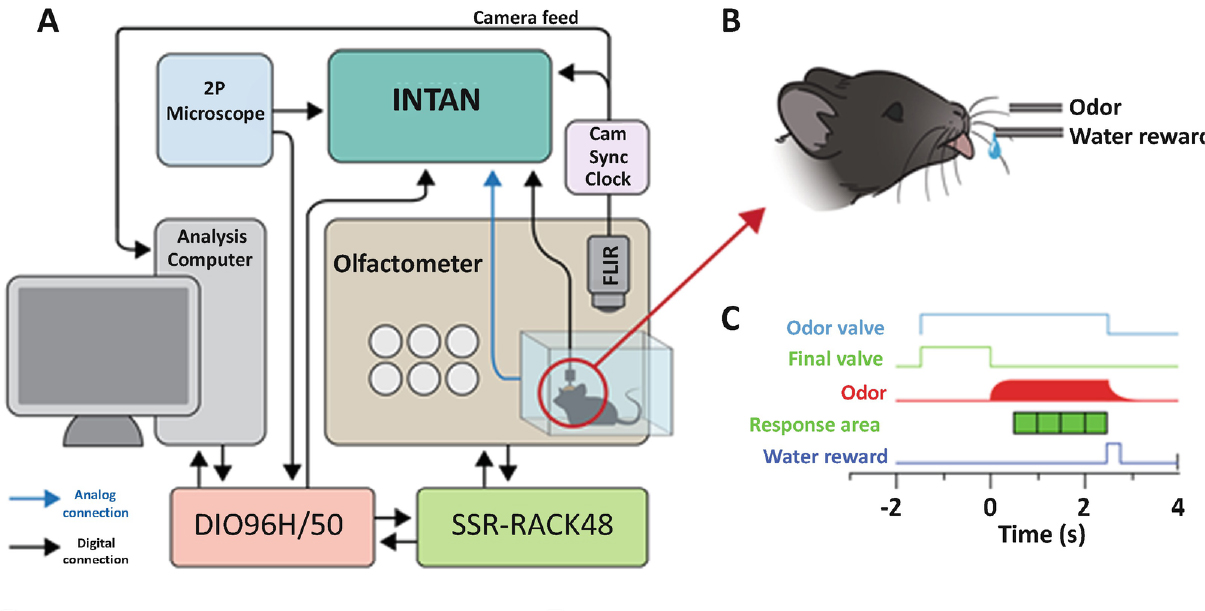 A
Camera feed
B
2P
Microscope
INTAN
Cam
Sync
Clock
Odor
Water reward
Analysis
Computer
Olfactometer
FLIR
C
Odor valve
Final valve
Odor
Response area
Water reward
-2
0
2
4
Time (s)
Analog
connection
Digital
connection
DIO96H/50
SSR-RACK48